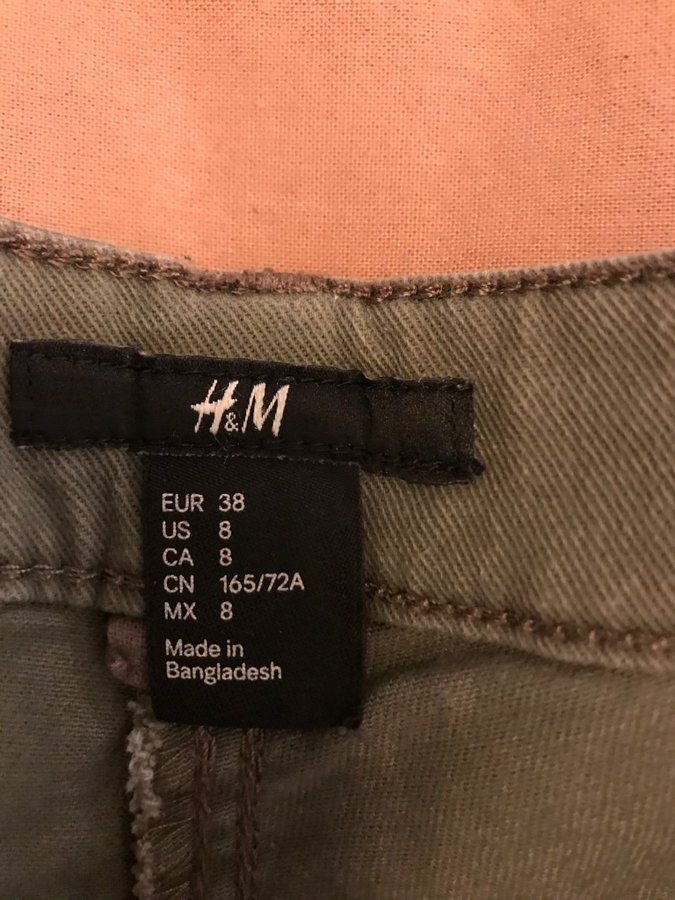 H&M
EUR 38
US 8
CA 8
CN 165/72A
MX 8
Made in
Bangladesh